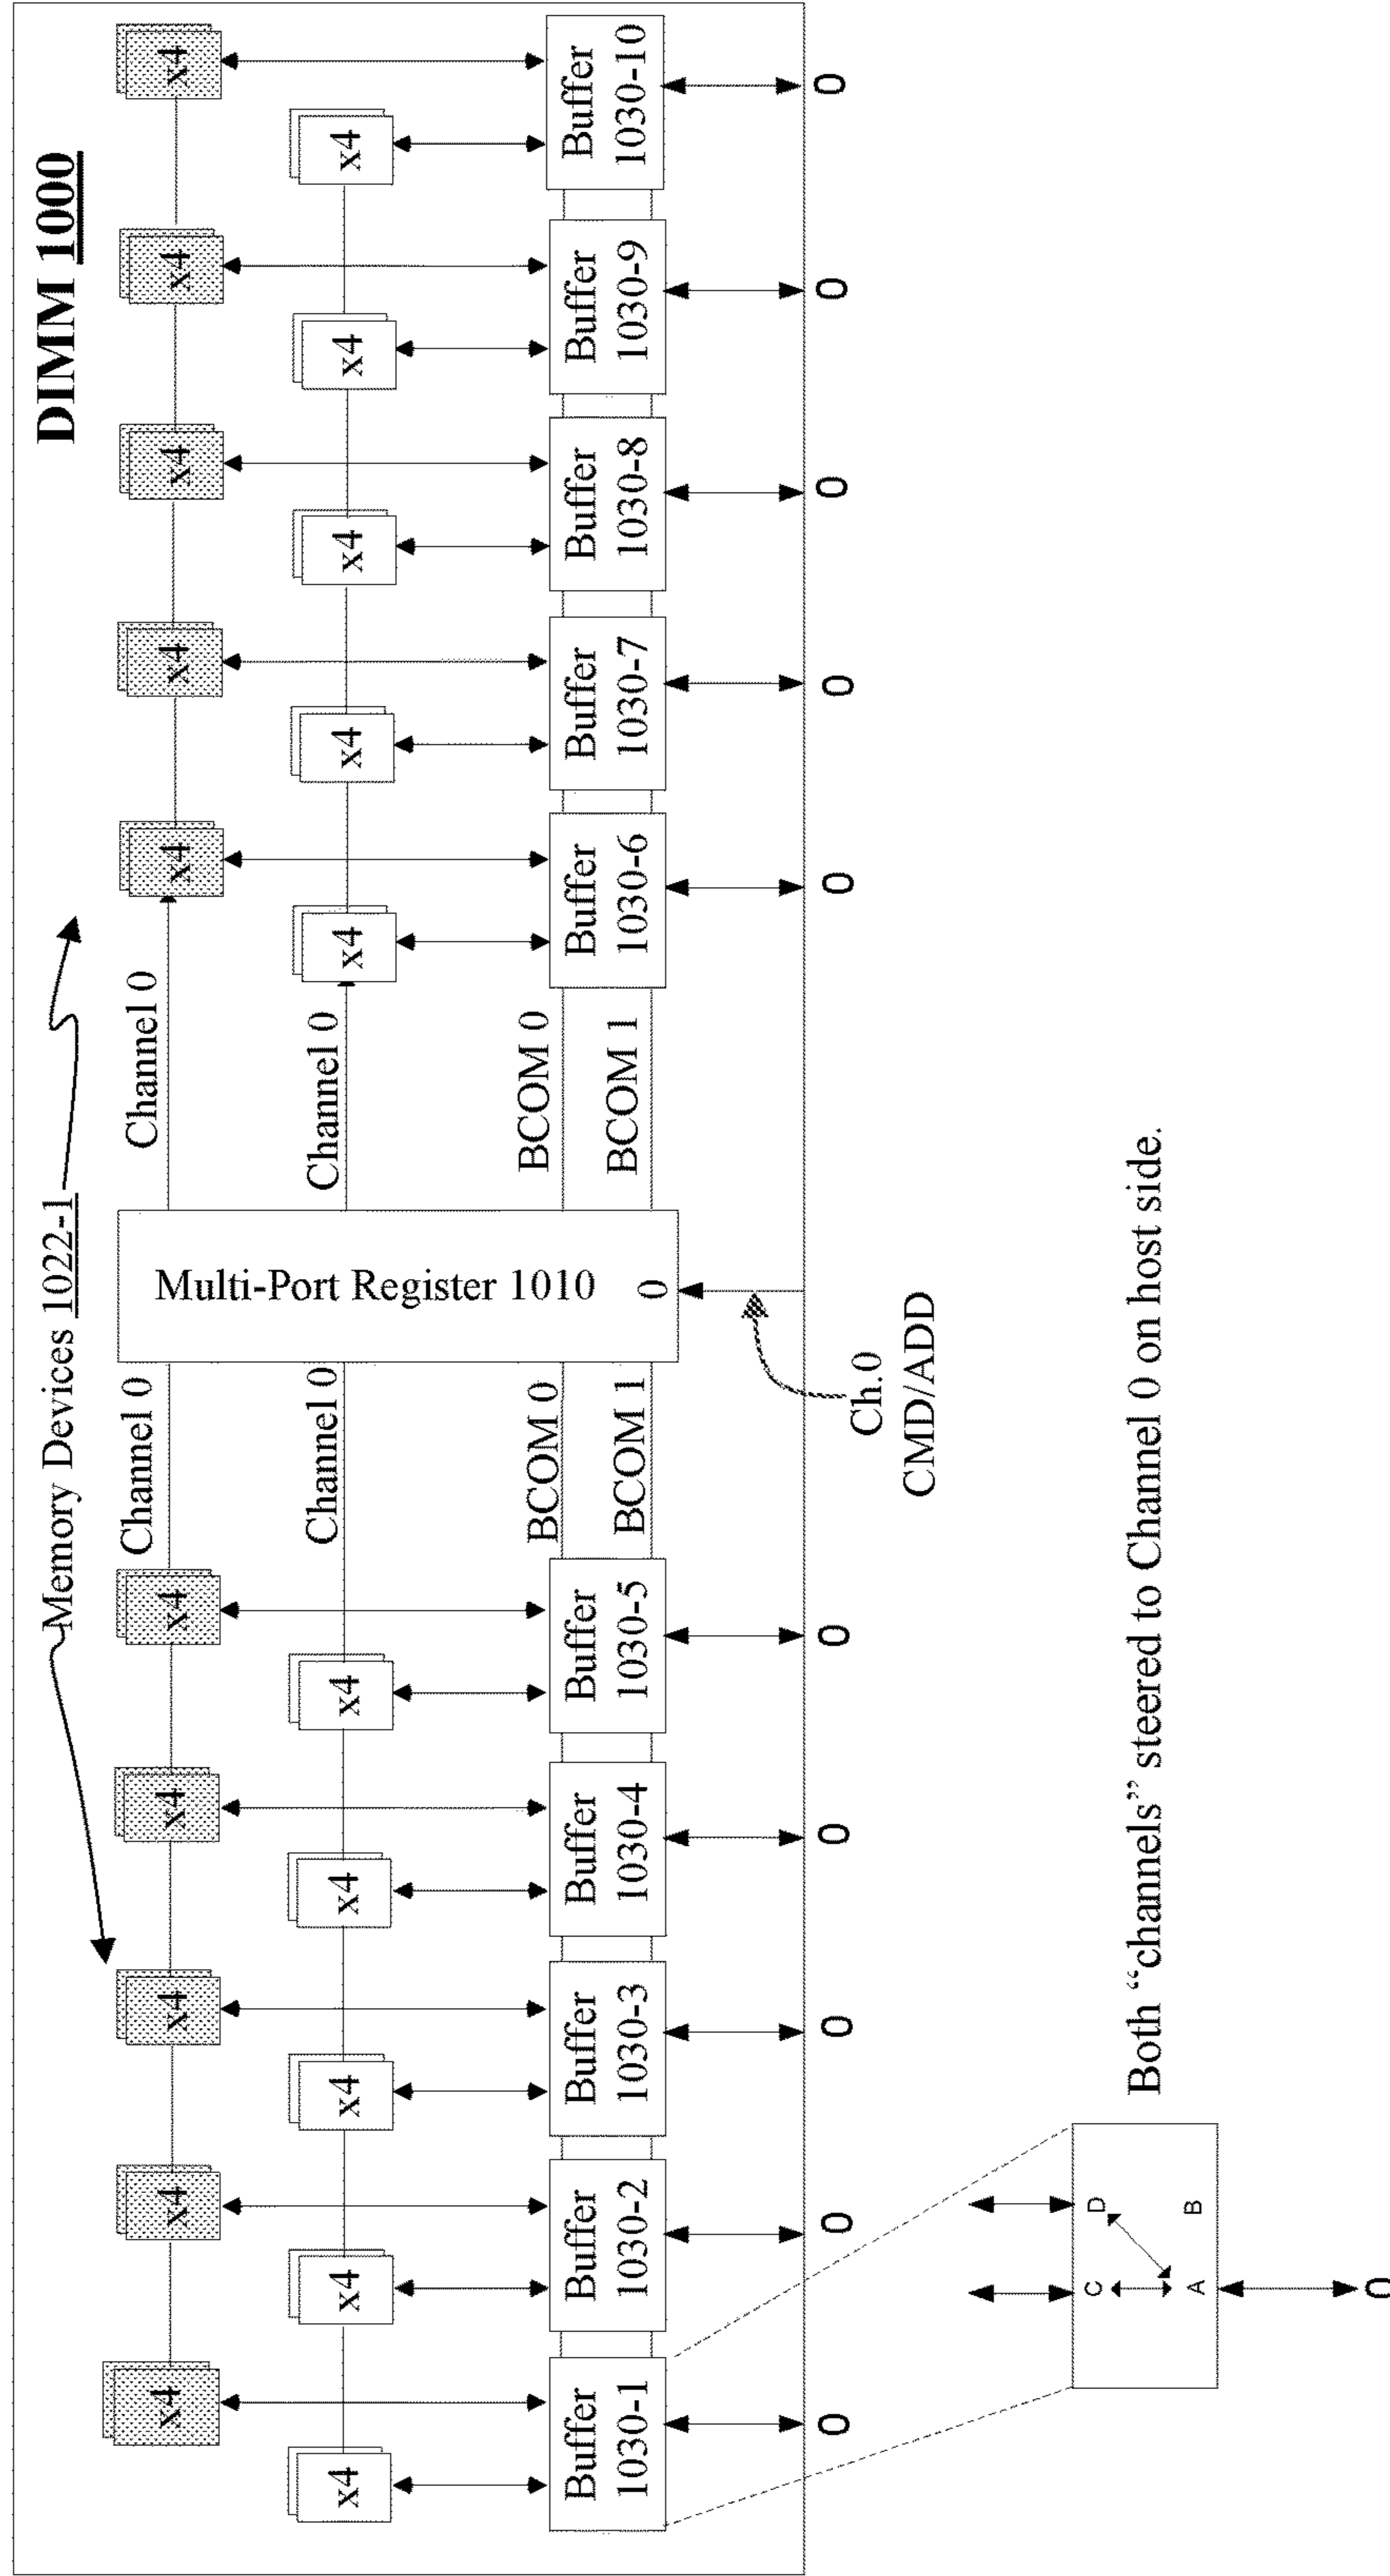 DIMM 1000
Memory Devices 1022-1
x4 x4 x4 x4 x4 Channel 0 Channel 0 x4 x4 x4 x4 x4
x4 x4 x4 x4 x4 Channel 0 Channel 0 x4 x4 x4 x4 x4
Multi-Port Register 1010
0
BCOM 0 BCOM 0
BCOM 1 BCOM 1
Buffer
1030-1
Buffer
1030-2
Buffer
1030-3
Buffer
1030-4
Buffer
1030-5
Buffer
1030-6
Buffer
1030-7
Buffer
1030-8
Buffer
1030-9
Buffer
1030-10
0 0 0 0 0 0 0 0 0 0
Ch.0
CMD/ADD
C D
A B
0
Both “channels” steered to Channel 0 on host side.